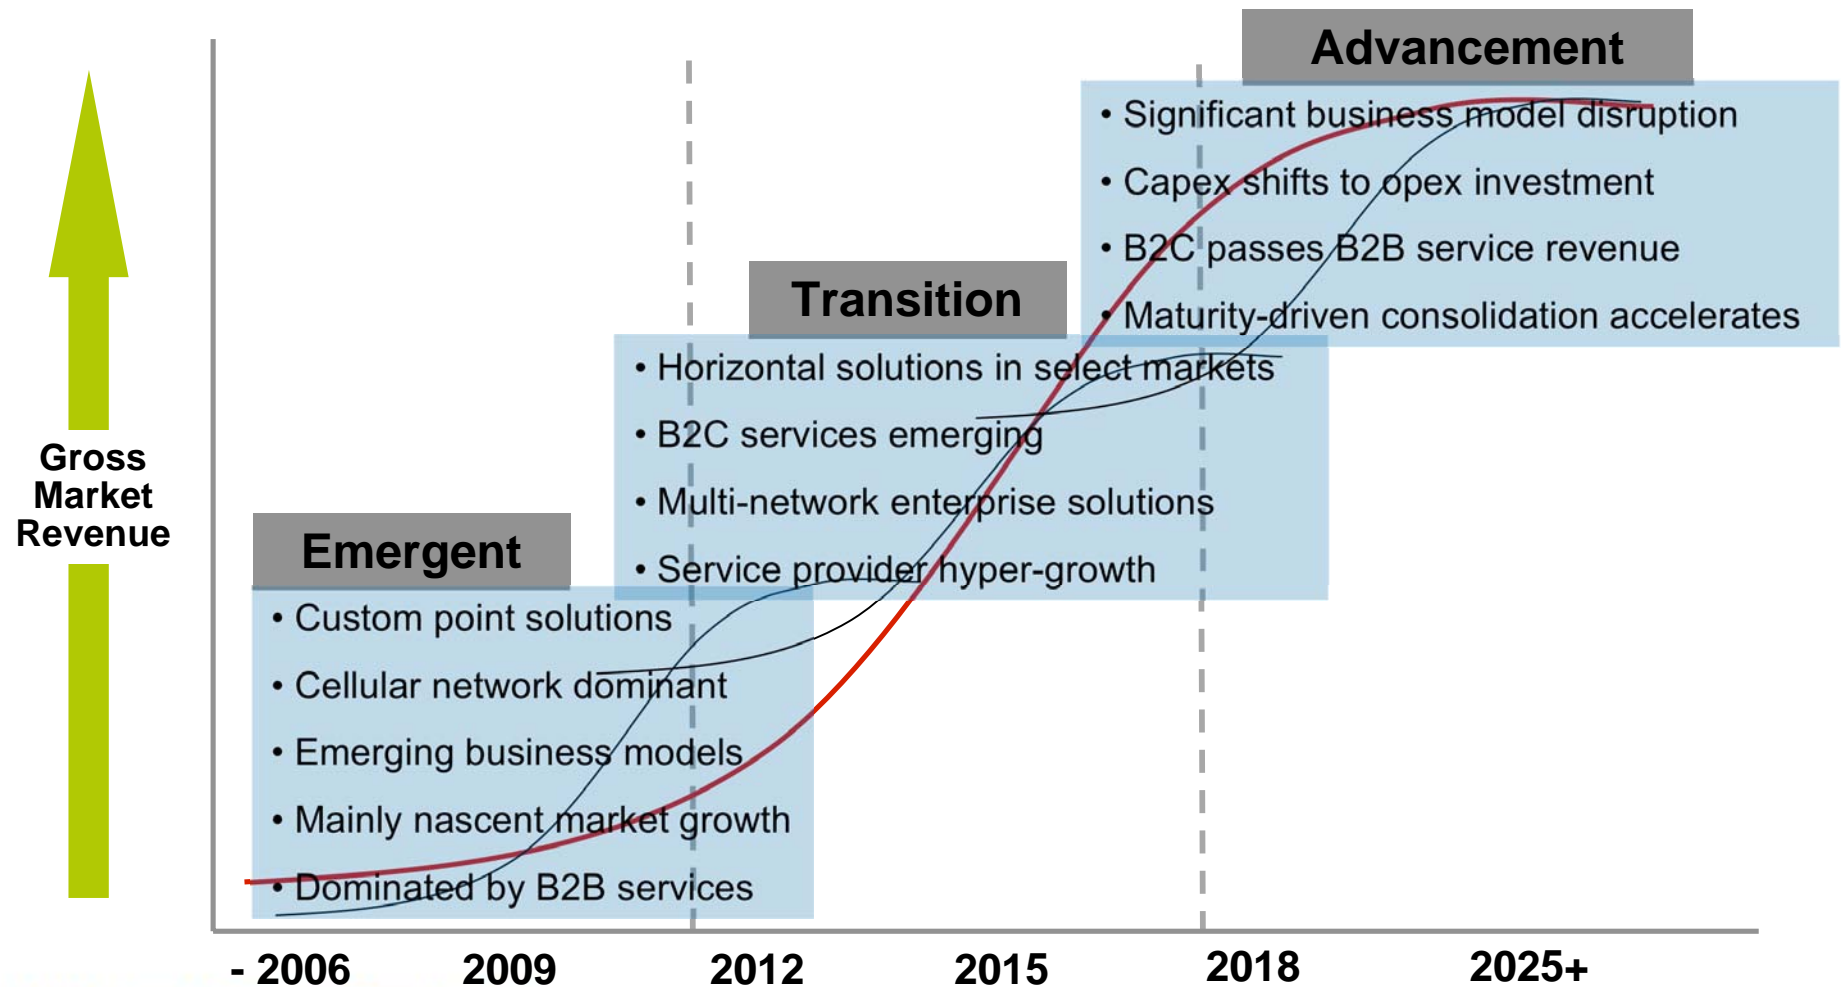 Advancement
• Significant business model disruption
• Capex shifts to opex investment
• B2C passes B2B service revenue
• Maturity-driven consolidation accelerates
Transition
• Horizontal solutions in select markets
• B2C services emerging
• Multi-network enterprise solutions
• Service provider hyper-growth
Gross
Market
Revenue
Emergent
• Custom point solutions
• Cellular network dominant
• Emerging business models
• Mainly nascent market growth
• Dominated by B2B services
- 2006 2009 2012 2015 2018 2025+